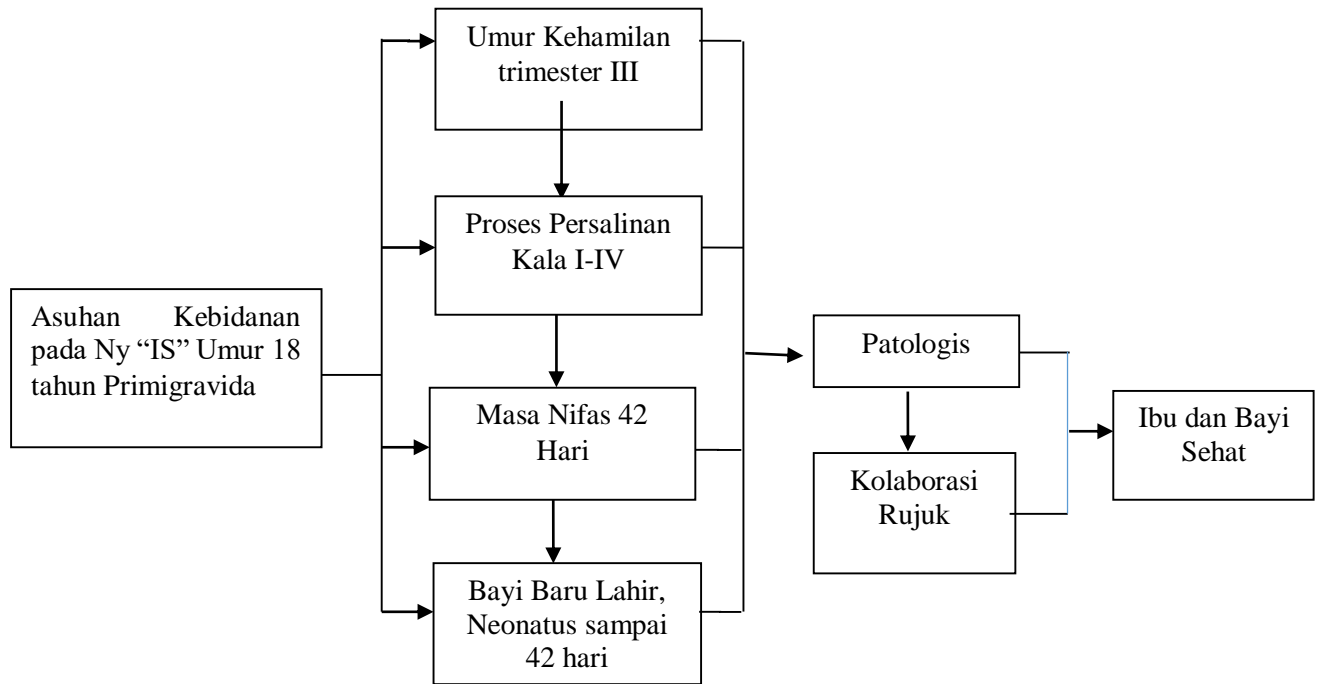 Umur Kehamilan
trimester III
Proses Persalinan
Kala I-IV
Asuhan Kebidanan
pada Ny “IS” Umur 18
tahun Primigravida
Masa Nifas 42
Hari
Bayi Baru Lahir,
Neonatus sampai
42 hari
Patologis
Kolaborasi
Rujuk
Ibu dan Bayi
Sehat